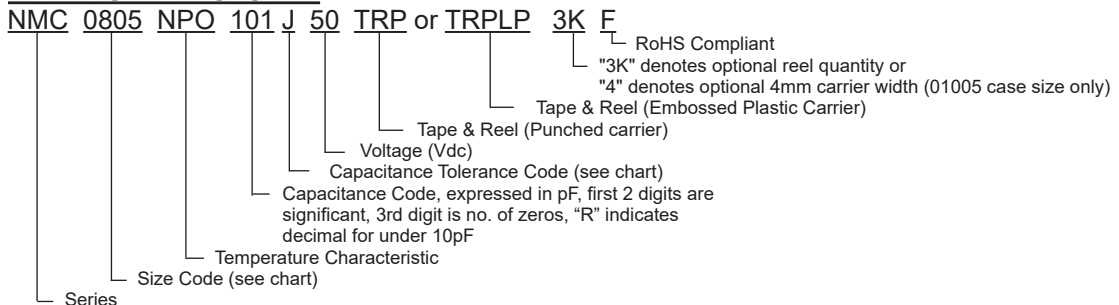 NMC 0805 NPO 101 J 50 TRP or TRPLP 3K F
RoHS Compliant
"3K" denotes optional reel quantity or
"4" denotes optional 4mm carrier width (01005 case size only)
Tape & Reel (Embossed Plastic Carrier)
Tape & Reel (Punched carrier)
Voltage (Vdc)
Capacitance Tolerance Code (see chart)
Capacitance Code, expressed in pF, first 2 digits are
significant, 3rd digit is no. of zeros, “R” indicates
decimal for under 10pF
Temperature Characteristic
Size Code (see chart)
Series